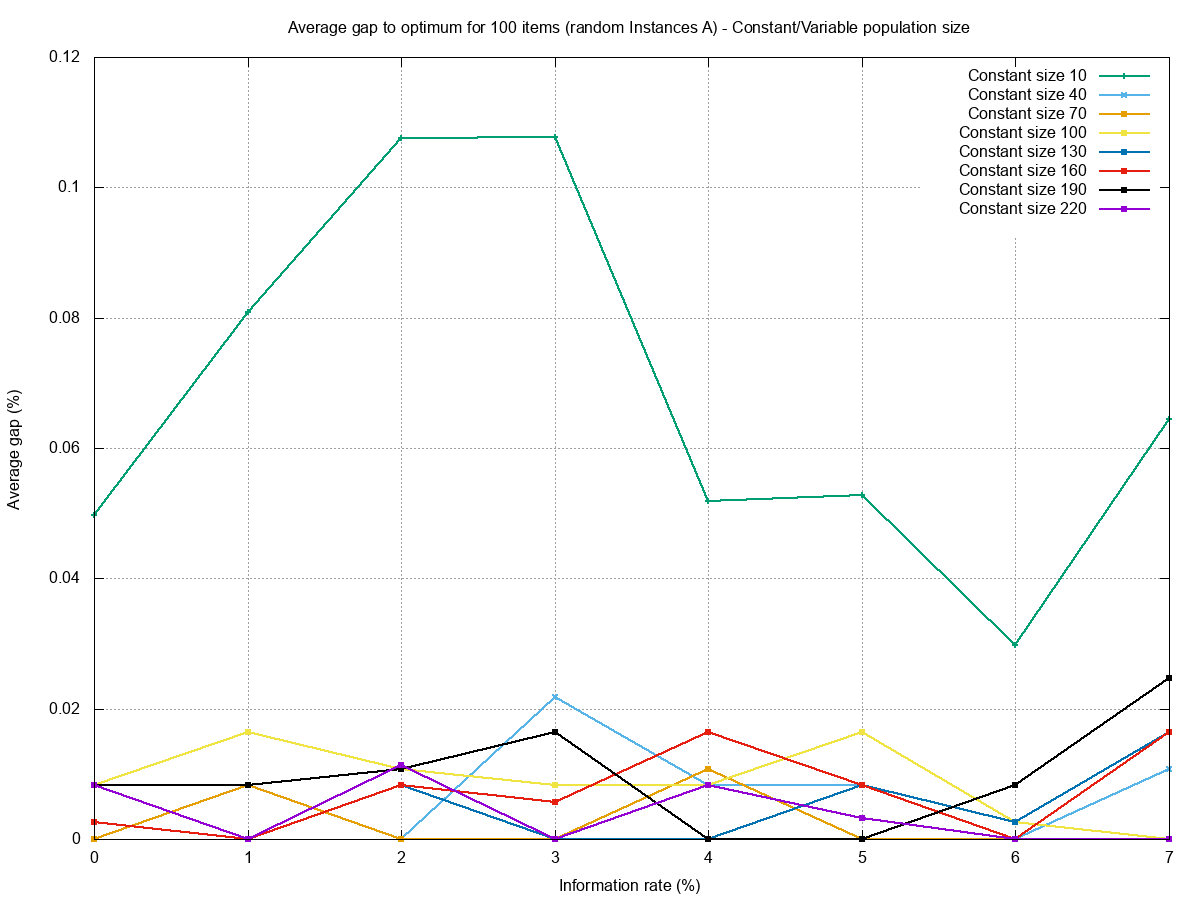 Average gap to optimum for 100 items (random Instances A) - Constant/Variable population size
0.12
0.1
0.08
0.06
0.04
0.02
0
Average gap (%)
Constant size 10
Constant size 40
Constant size 70
Constant size 100
Constant size 130
Constant size 160
Constant size 190
Constant size 220
0 1 2 3 4 5 6 7
Information rate (%)